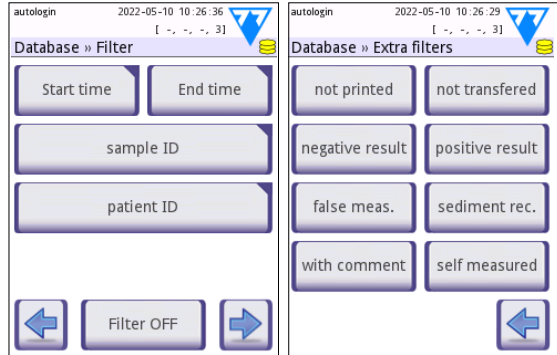 autologin 2022-05-10 10:26:36
[ -, -, -, 3]
Database » Filter
Start time End time
sample ID
patient ID
Filter OFF
autologin 2022-05-10 10:26:29
[ -, -, -, 3]
Database » Extra filters
not printed not transfered
negative result positive result
false meas. sediment rec.
with comment self measured